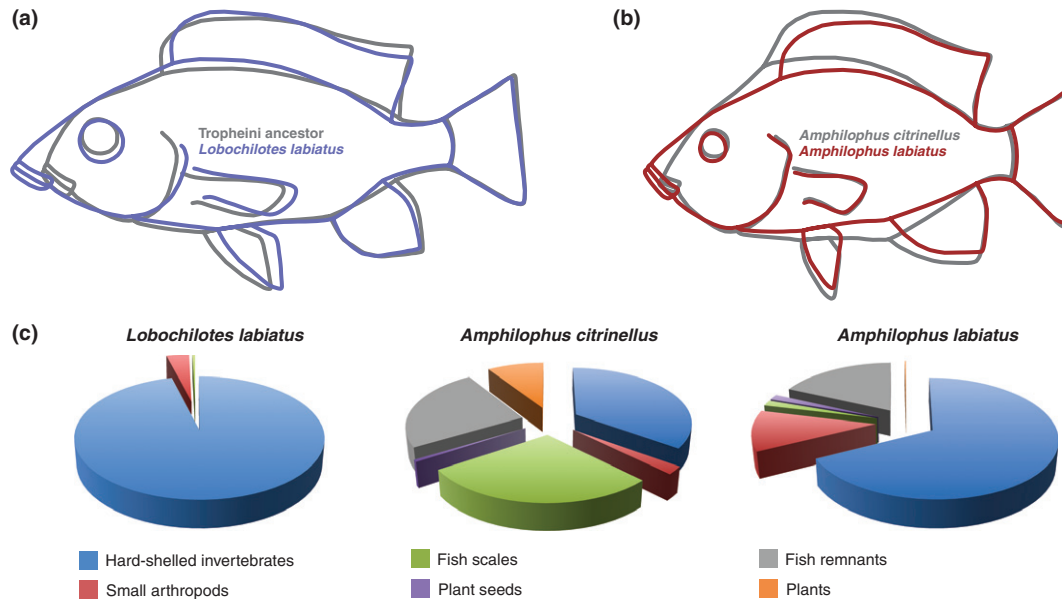 (a)
Tropheini ancestor
Lobochilotes labiatus
(b)
Amphilophus citrinellus
Amphilophus labiatus
(c)
Lobochilotes labiatus
Amphilophus citrinellus
Amphilophus labiatus
Hard-shelled invertebrates
Fish scales
Fish remnants
Small arthropods
Plant seeds
Plants